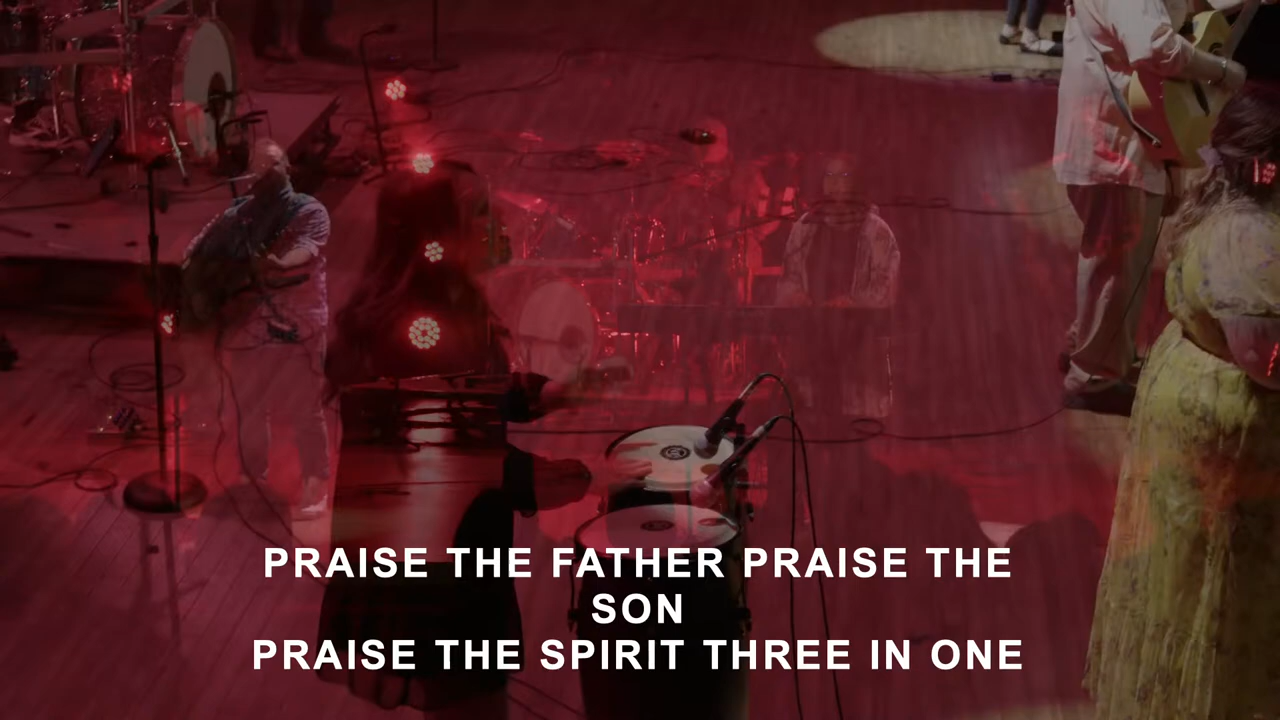 PRAISE THE FATHER PRAISE THE
SON
PRAISE THE SPIRIT THREE IN ONE